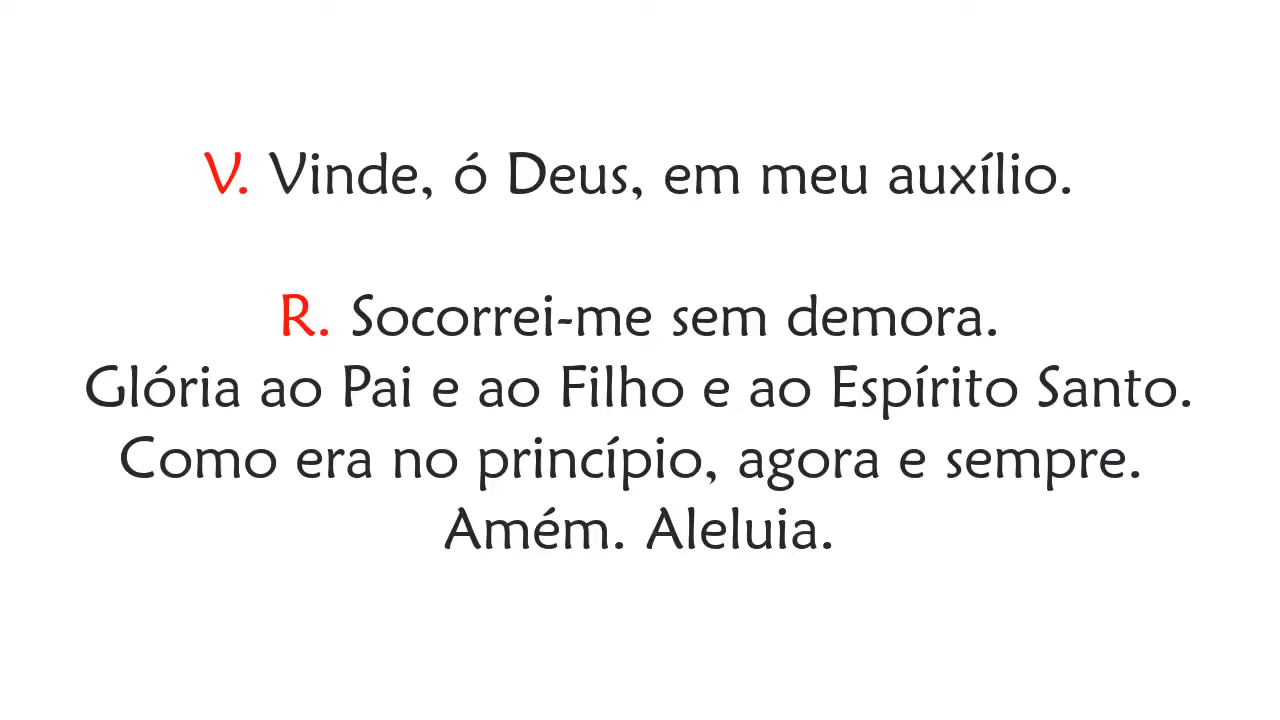 V. Vinde, ó Deus, em meu auxílio.
R. Socorrei-me sem demora.
Glória ao Pai e ao Filho e ao Espírito Santo.
Como era no princípio, agora e sempre.
Amém. Aleluia.